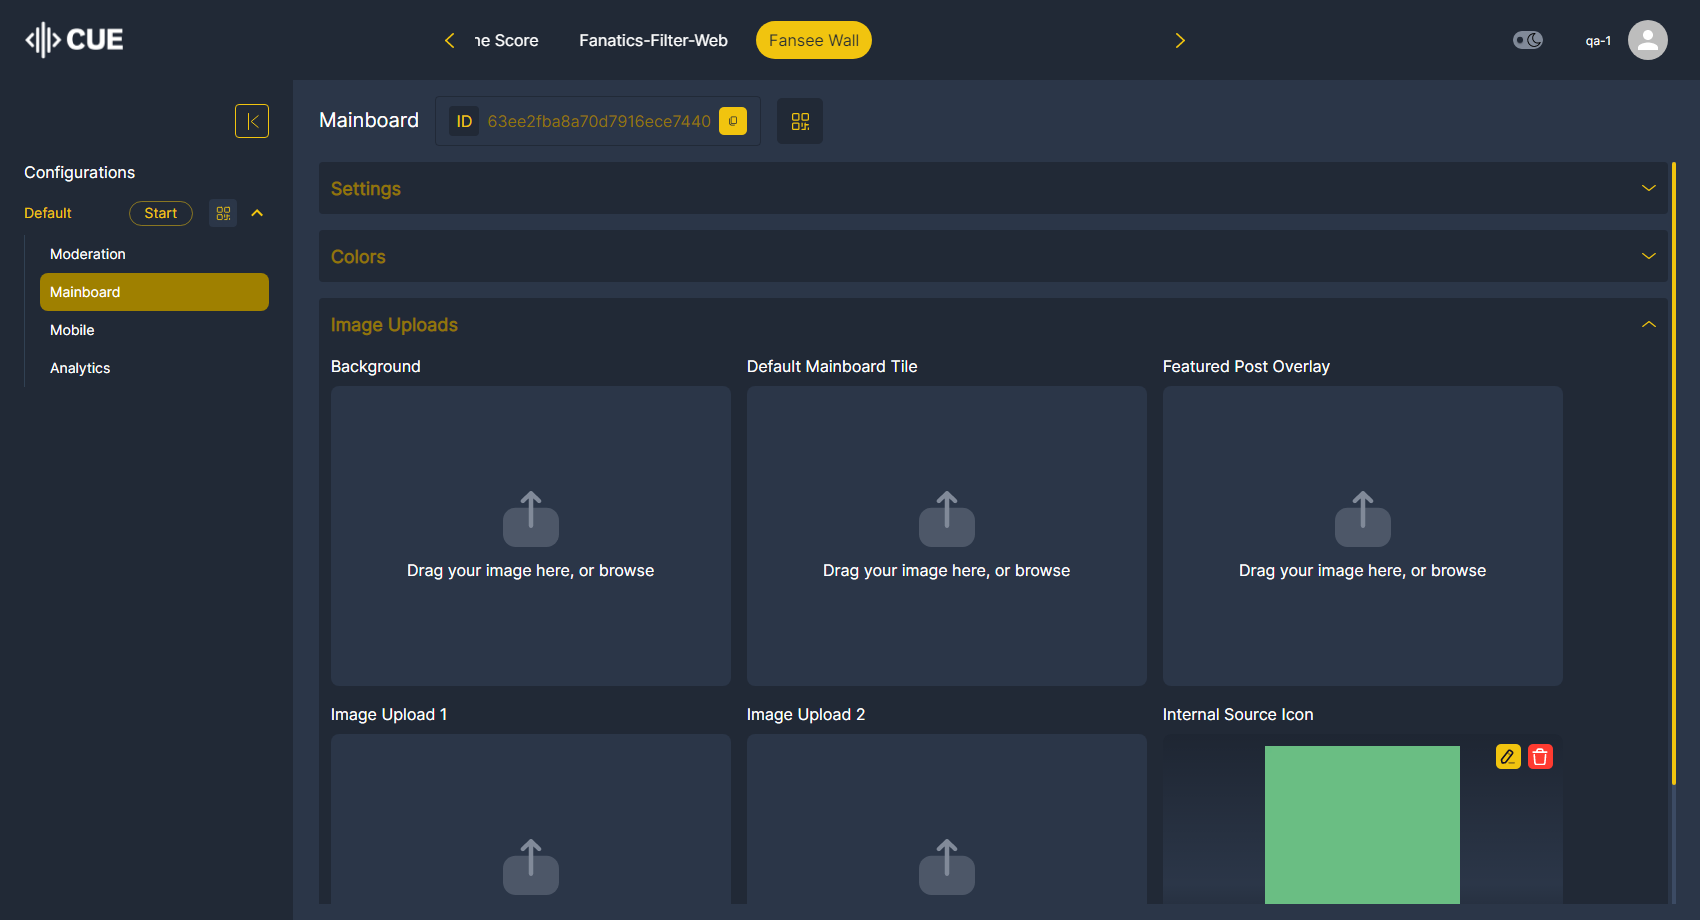 CUE
Score
Fanatics-Filter-Web
Fansee Wall
qa-1
Configurations
Default
Start
Moderation
Mainboard
Mobile
Analytics
Mainboard
ID
63ee2fba8a70d7916ece7440
Settings
Colors
Image Uploads
Background
Default Mainboard Tile
Featured Post Overlay
Drag your image here, or browse
Drag your image here, or browse
Drag your image here, or browse
Image Upload 1
Image Upload 2
Internal Source Icon